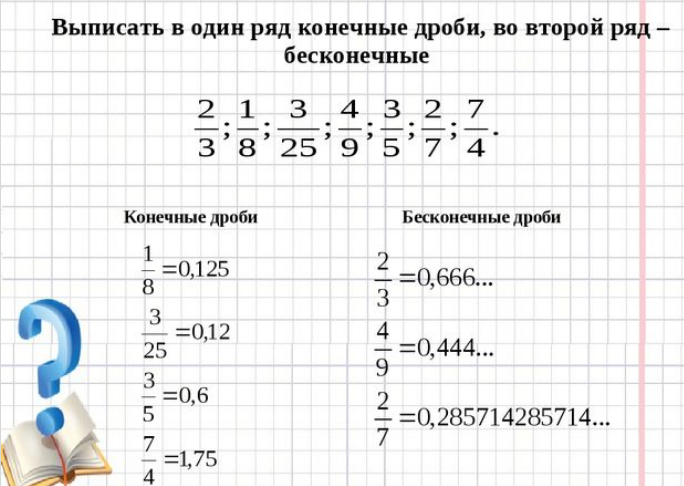 Выписать в один ряд конечные дроби, во второй ряд –
бесконечные
2/3; 1/8; 3/25; 4/9; 3/5; 2/7; 7/4.
Конечные дроби
1/8 =0,125
3/25 =0,12
3/5 =0,6
7/4 =1,75
Бесконечные дроби
2/3 =0,666...
4/9 =0,444...
2/7 =0,285714285714...